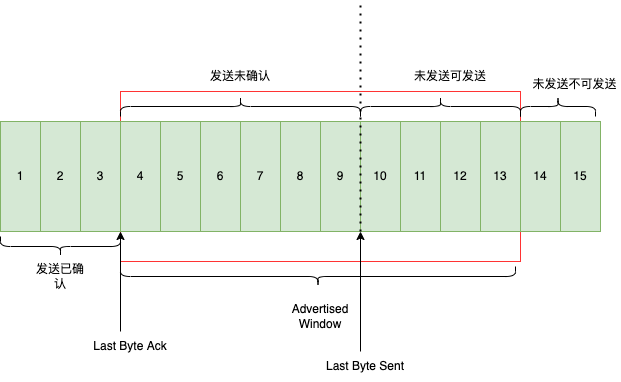 发送未确认
未发送可发送
未发送不可发送
1 2 3 4 5 6 7 8 9 10 11 12 13 14 15
发送已确
认
Advertised
Window
Last Byte Ack
Last Byte Sent